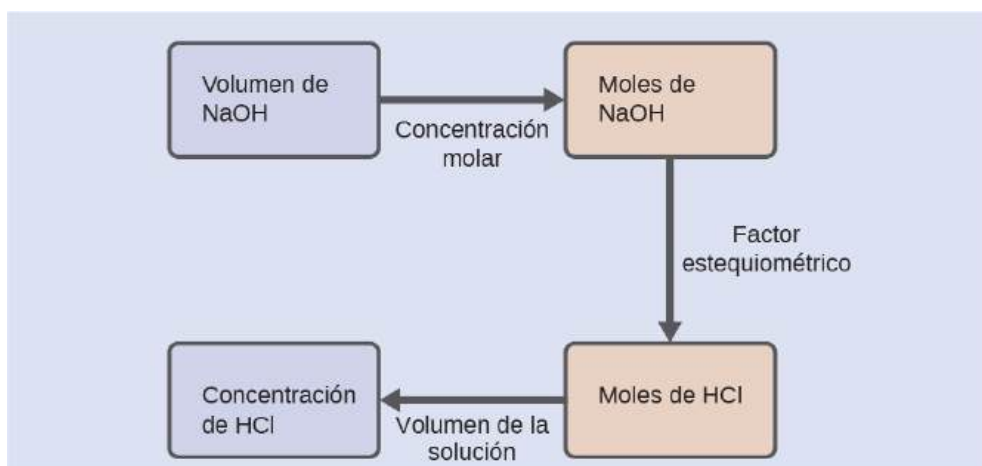 Volumen de
NaOH
Concentración
molar
Moles de
NaOH
Factor
estequiométrico
Moles de HCl
Volumen de la
solución
Concentración
de HCl